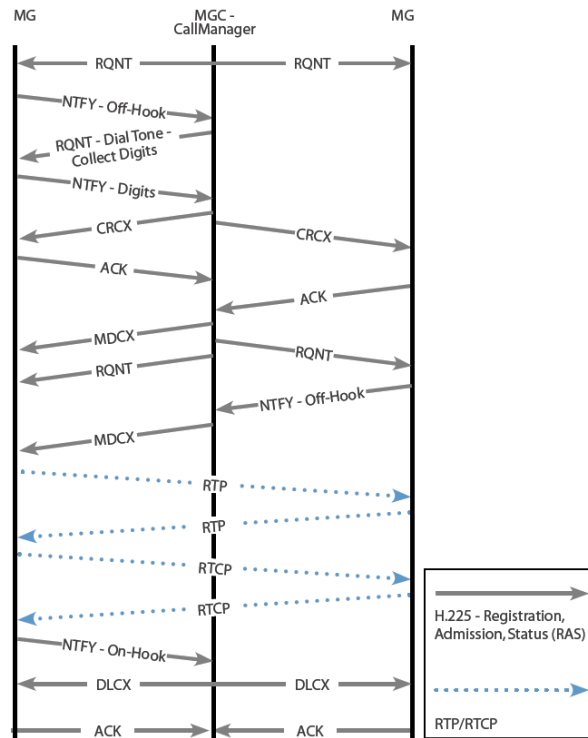 MG
MGC -
CallManager
MG
RQNT
RQNT
NTFY - Off-Hook
RQNT - Dial Tone -
Collect Digits
NTFY - Digits
CRCX
CRCX
ACK
ACK
MDCX
RQNT
RQNT
NTFY - Off-Hook
MDCX
RTP
RTP
RTCP
RTCP
NTFY - On-Hook
DLCX
DLCX
ACK
ACK
H.225 - Registration,
Admission, Status (RAS)
RTP/RTCP